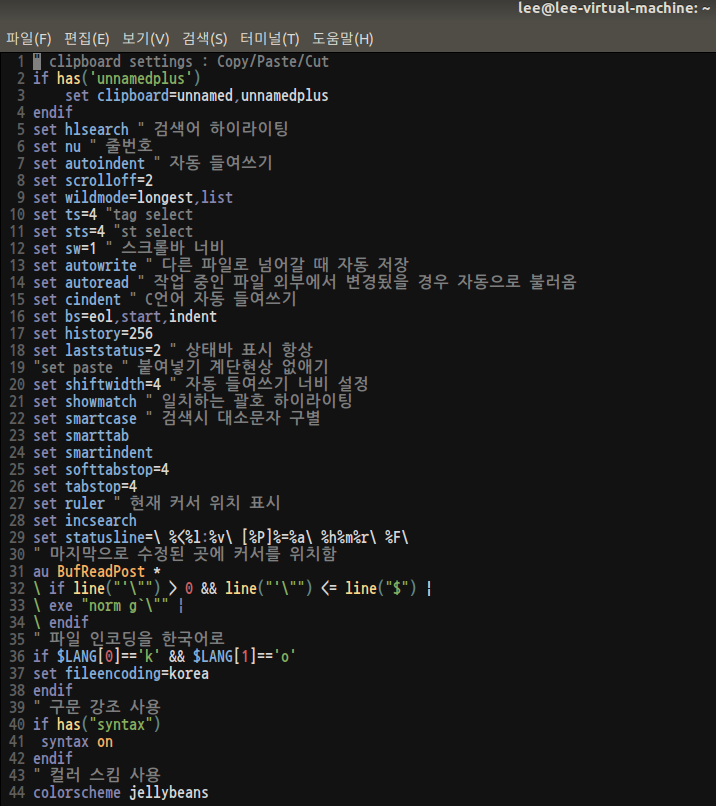 lee@lee-virtual-machine: ~
파일(F) 편집(E) 보기(V) 검색(S) 터미널(T) 도움말(H)
1 " clipboard settings : Copy/Paste/Cut
2 if has('unnamedplus')
3     set clipboard=unnamed,unnamedplus
4 endif
5 set hlsearch " 검색어 하이라이팅
6 set nu " 줄번호
7 set autoindent " 자동 들여쓰기
8 set scrolloff=2
9 set wildmode=longest,list
10 set ts=4 "tag select
11 set sts=4 "st select
12 set sw=1 " 스크롤바 너비
13 set autowrite " 다른 파일로 넘어갈 때 자동 저장
14 set autoread " 작업 중인 파일 외부에서 변경됬을 경우 자동으로 불러옴
15 set cindent " C언어 자동 들여쓰기
16 set bs=eol,start,indent
17 set history=256
18 set laststatus=2 " 상태바 표시 항상
19 "set paste " 붙여넣기 계단현상 없애기
20 set shiftwidth=4 " 자동 들여쓰기 너비 설정
21 set showmatch " 일치하는 괄호 하이라이팅
22 set smartcase " 검색시 대소문자 구별
23 set smarttab
24 set smartindent
25 set softtabstop=4
26 set tabstop=4
27 set ruler " 현재 커서 위치 표시
28 set incsearch
29 set statusline=\ %<%l:%v\ [%P]%=%a\ %h%m%r\ %F\
30 " 마지막으로 수정된 곳에 커서를 위치함
31 au BufReadPost *
32 \ if line("'\"") > 0 && line("'\"") <= line("$") |
33 \ exe "norm g`\"" |
34 \ endif
35 " 파일 인코딩을 한국어로
36 if $LANG[0]=='k' && $LANG[1]=='o'
37 set fileencoding=korea
38 endif
39 " 구문 강조 사용
40 if has("syntax")
41  syntax on
42 endif
43 " 컬러 스킴 사용
44 colorscheme jellybeans